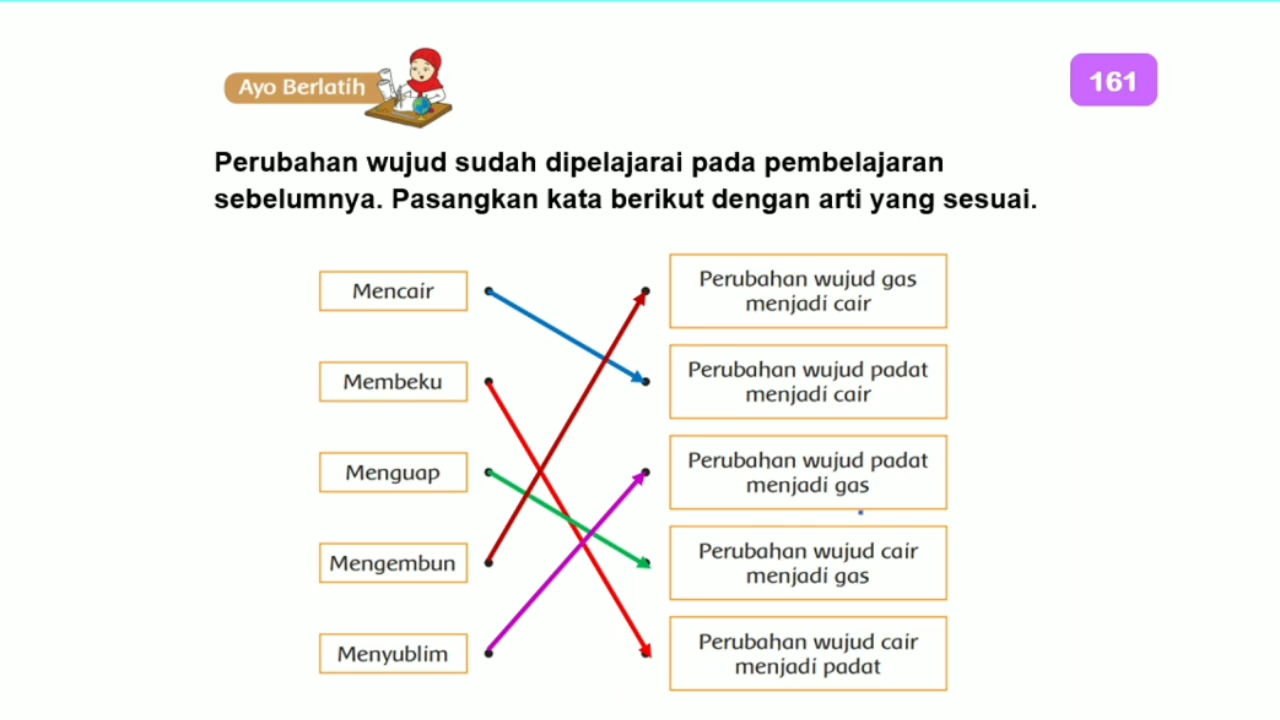 Ayo Berlatih
161
Perubahan wujud sudah dipelajarai pada pembelajaran
sebelumnya. Pasangkan kata berikut dengan arti yang sesuai.
Mencair
Perubahan wujud gas
menjadi cair
Membeku
Perubahan wujud padat
menjadi cair
Menguap
Perubahan wujud padat
menjadi gas
Mengembun
Perubahan wujud cair
menjadi gas
Menyublim
Perubahan wujud cair
menjadi padat